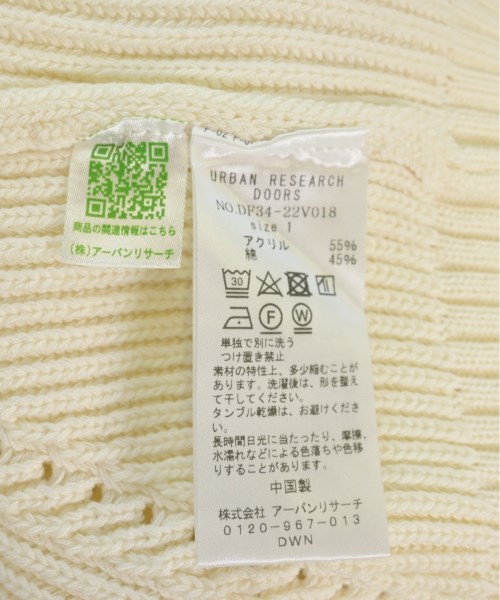 商品の関連情報はこちら
(株)アーバンリサーチ
URBAN RESEARCH
DOORS
NO.DF34-22V018
size 1
アクリル 55%
綿 45%
30
F W
単独で別に洗う
つけ置き禁止
素材の特性上、多少縮むことが
あります。洗濯後は、形を整え
て干してください。
タンブル乾燥は、お避けくださ
い。
長時間日光に当たったり、摩擦、
水濡れなどによる色落ちや色移
りすることがあります。
中国製
株式会社 アーバンリサーチ
0120-967-013
DWN